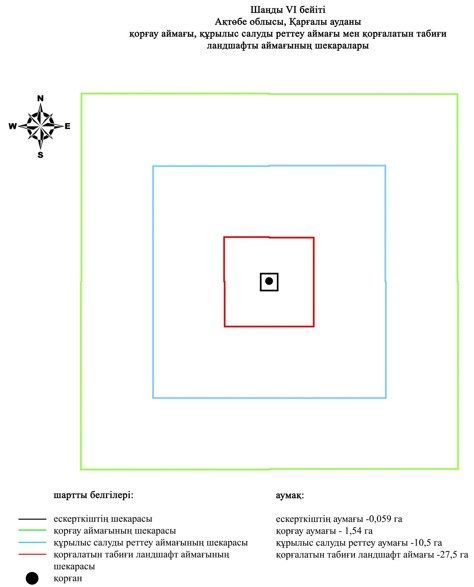 Шаңды VI бейіті
Ақтөбе облысы, Қарғалы ауданы
қорғау аймағы, құрылыс салуды реттеу аймағы мен қорғалатын табиғи
ландшафты аймағының шекаралары
N
W E
S
шартты белгілері:
ескерткіштің шекарасы
қорғау аймағының шекарасы
құрылыс салуды реттеу аймағының шекарасы
қорғалатын табиғи ландшафт аймағының
шекарасы
қорған
аумақ:
ескерткіштің аумағы -0,059 га
қорғау аумағы - 1,54 га
құрылыс салуды реттеу аумағы -10,5 га
қорғалатын табиғи ландшафт аймағы -27,5 га